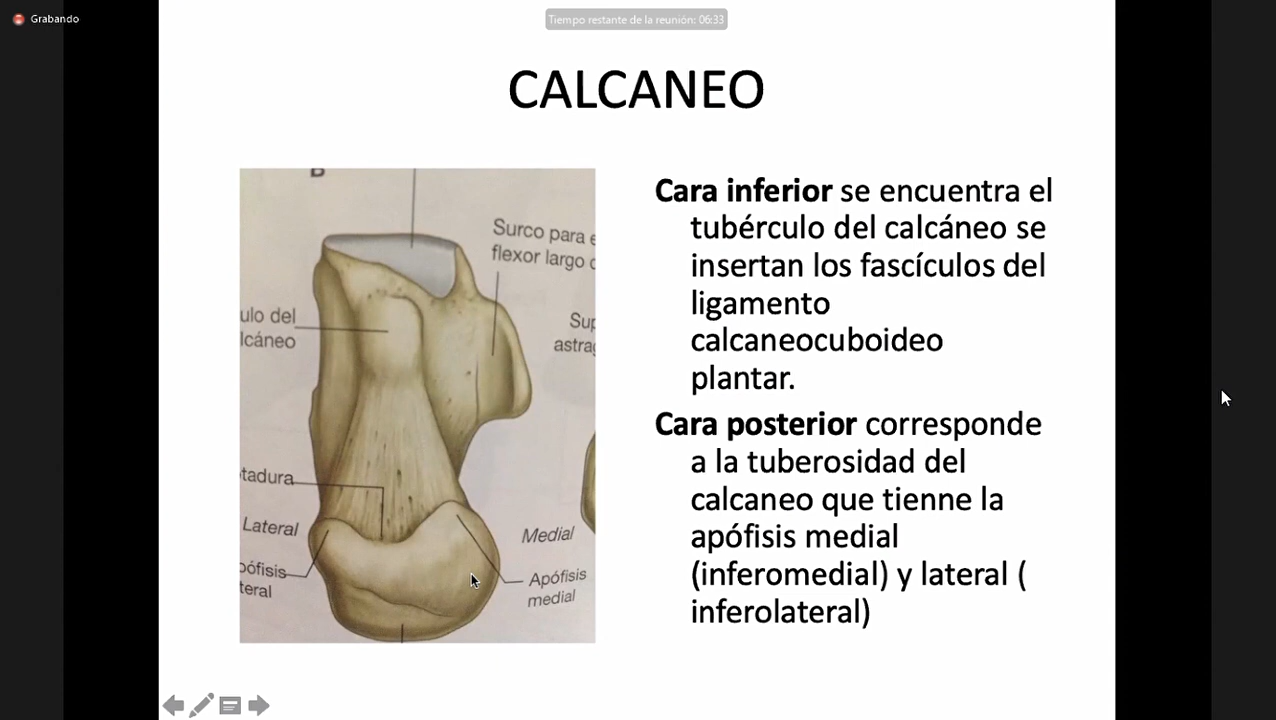 Grabando
Tiempo restante de la reunión: 06:33
CALCANEO
B
Surco para e
flexor largo
ulo del
lcáneo
Sup
astra
tadura
Lateral
Medial
pófisis
teral
Apófisis
medial
Cara inferior se encuentra el
tubérculo del calcáneo se
insertan los fascículos del
ligamento
calcaneocuboideo
plantar.
Cara posterior corresponde
a la tuberosidad del
calcaneo que tienne la
apófisis medial
(inferomedial) y lateral (
inferolateral)